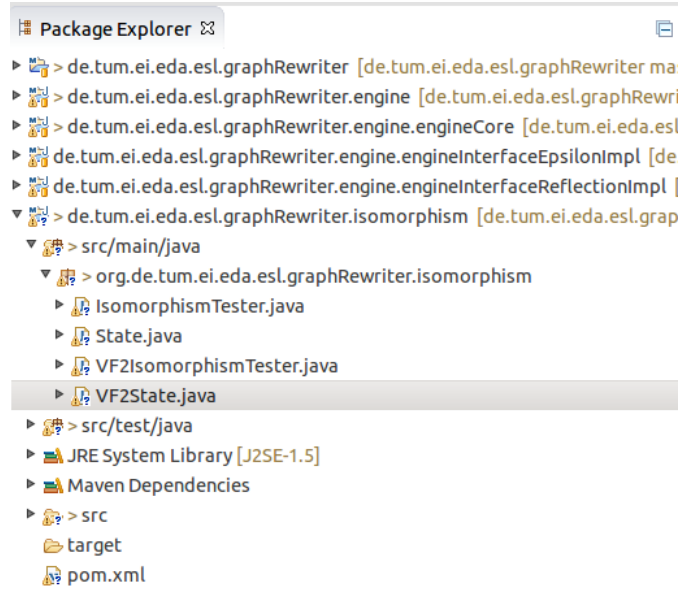 Package Explorer
> de.tum.ei.eda.esl.graphRewriter [de.tum.ei.eda.esl.graphRewriter ma
> de.tum.ei.eda.esl.graphRewriter.engine [de.tum.ei.eda.esl.graphRewri
> de.tum.ei.eda.esl.graphRewriter.engine.engineCore [de.tum.ei.eda.esl
de.tum.ei.eda.esl.graphRewriter.engine.engineInterfaceEpsilonImpl [de
de.tum.ei.eda.esl.graphRewriter.engine.engineInterfaceReflectionImpl [
> de.tum.ei.eda.esl.graphRewriter.isomorphism [de.tum.ei.eda.esl.grap
> src/main/java
> org.de.tum.ei.eda.esl.graphRewriter.isomorphism
IsomorphismTester.java
State.java
VF2IsomorphismTester.java
VF2State.java
> src/test/java
JRE System Library [J2SE-1.5]
Maven Dependencies
> src
target
pom.xml